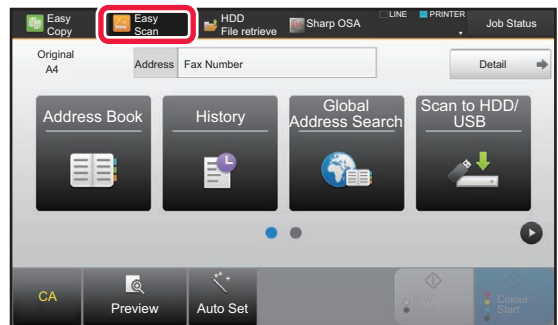 Easy
Copy
Easy
Scan
HDD
File retrieve
Sharp OSA
LINE
PRINTER
Job Status
Original
A4
Address
Fax Number
Detail
Address Book
History
Global
Address Search
Scan to HDD/
USB
CA
Preview
Auto Set
B/W
Start
Colour
Start